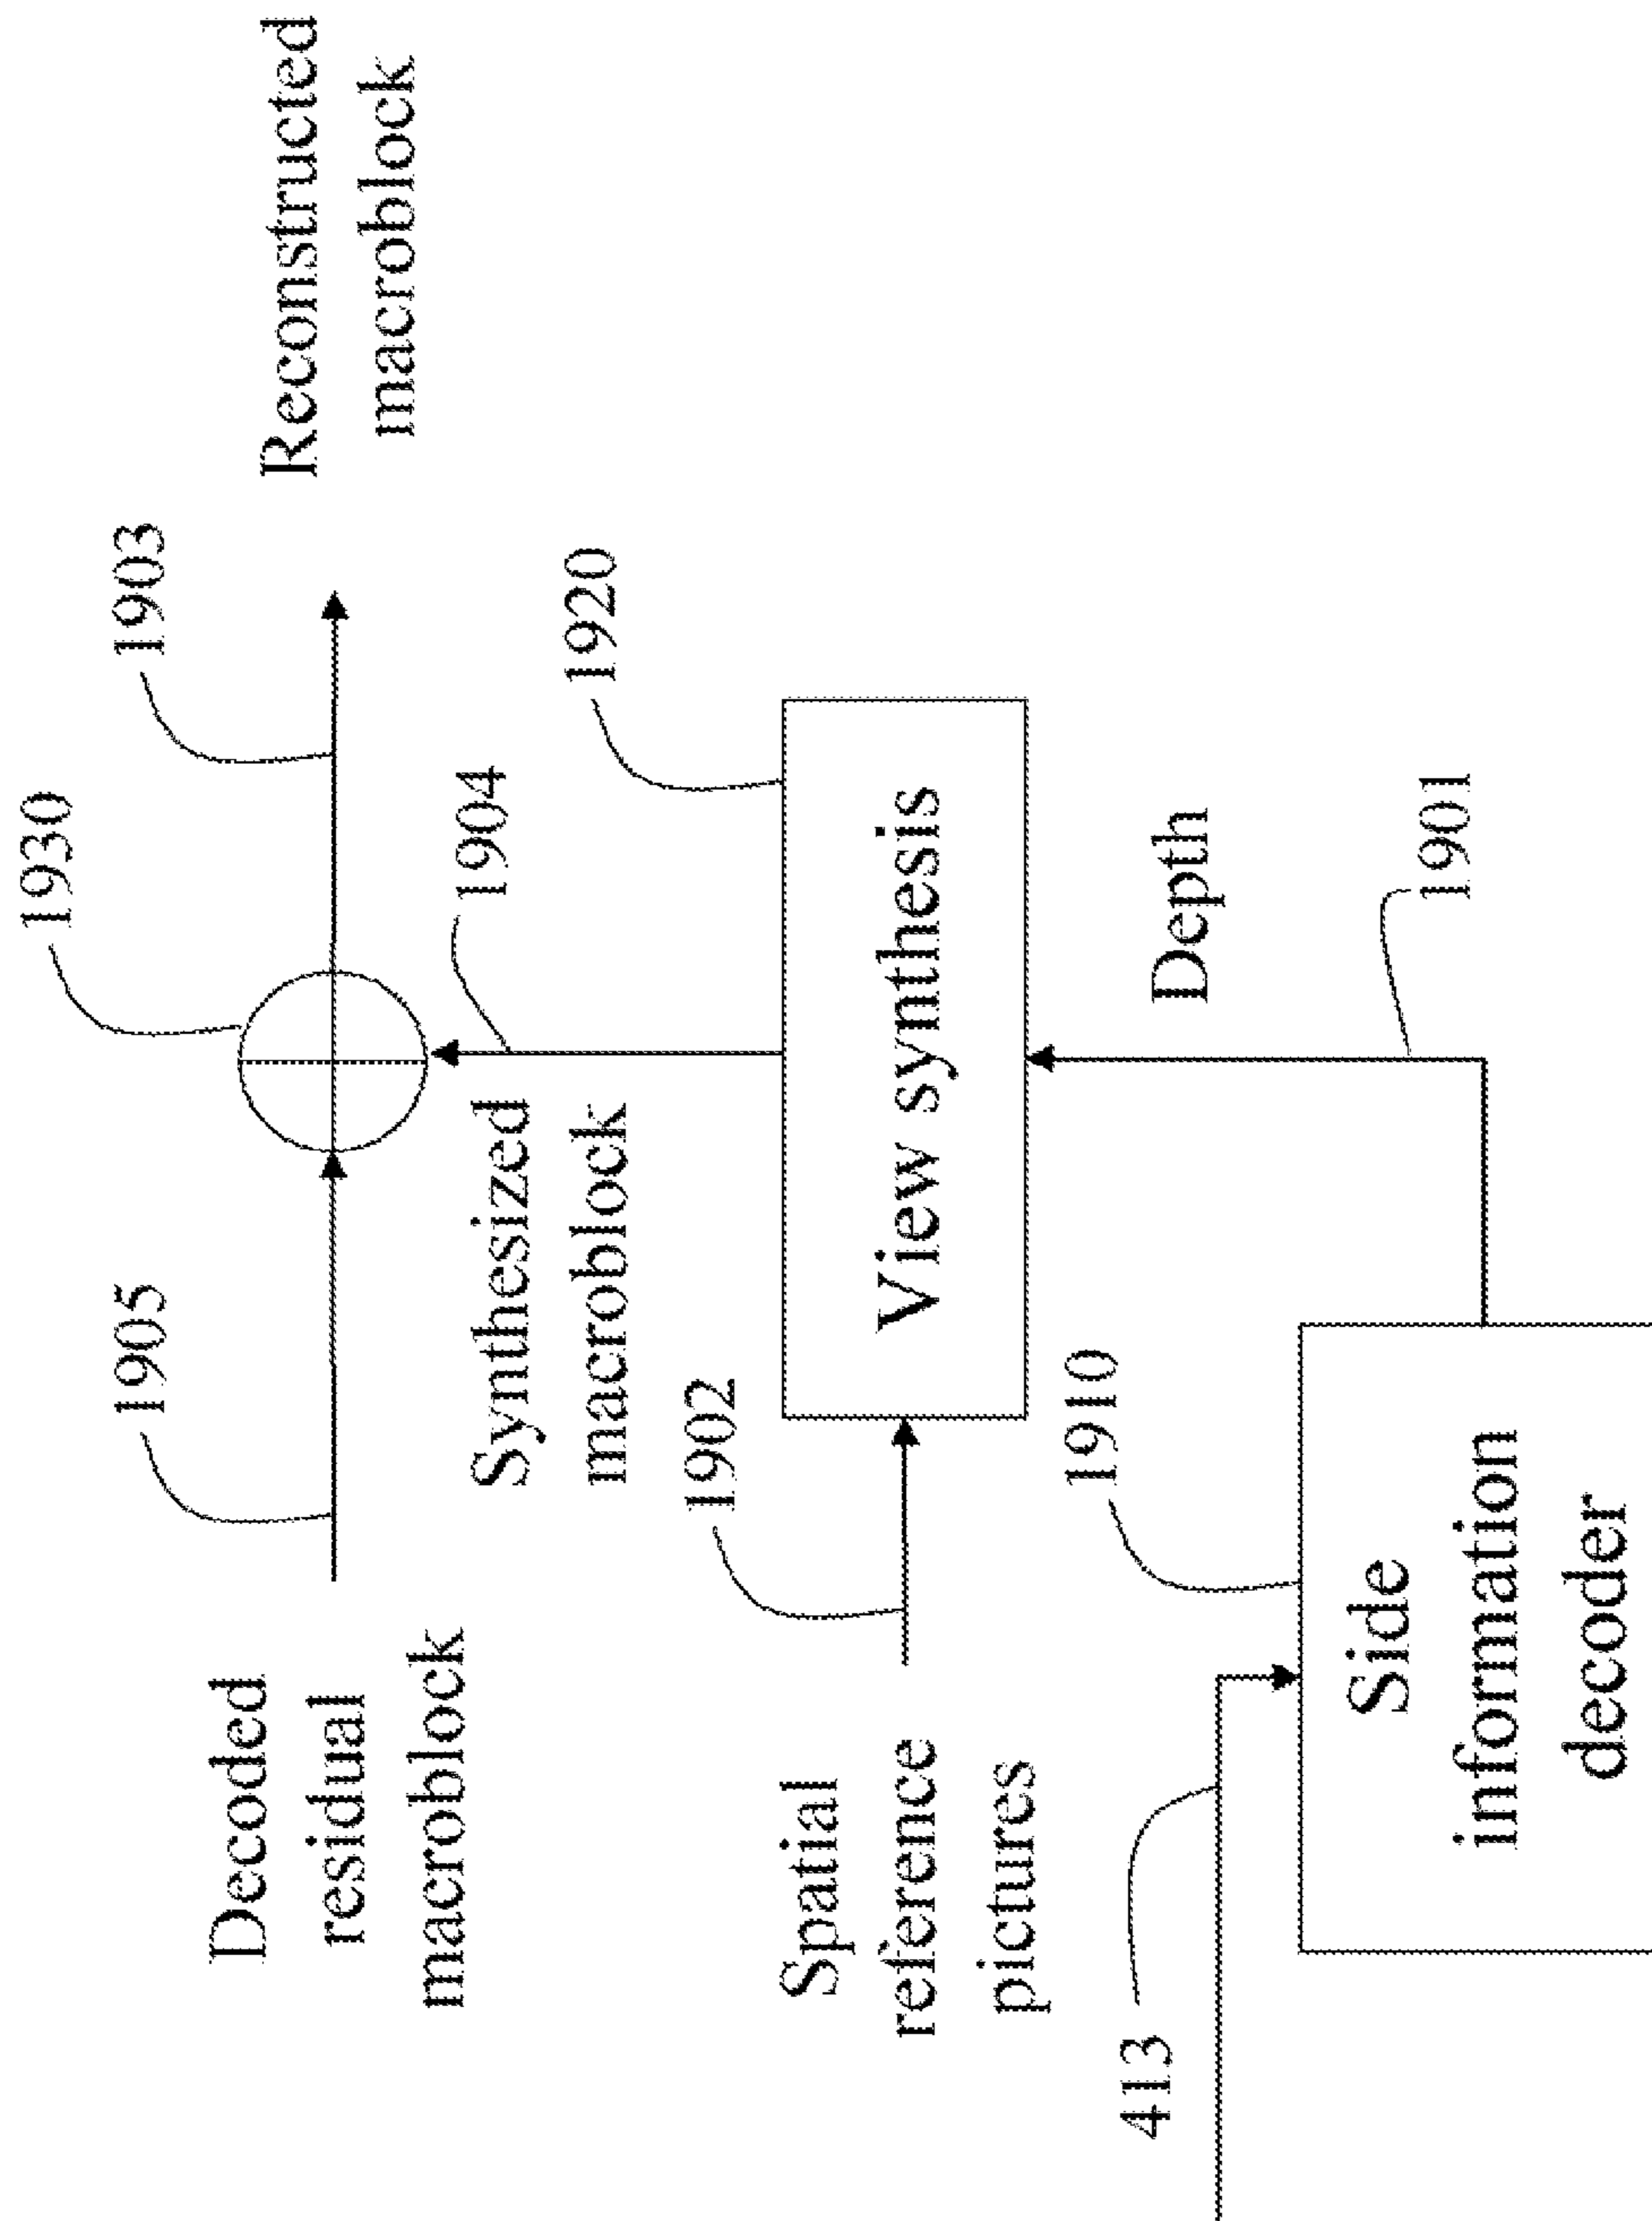 1930
1905
1903
Decoded
residual
macroblock
Reconstructed
macroblock
Synthesized
macroblock
1904
1902
1920
Spatial
reference
pictures
View synthesis
413
1910
Depth
Side
information
decoder
1901